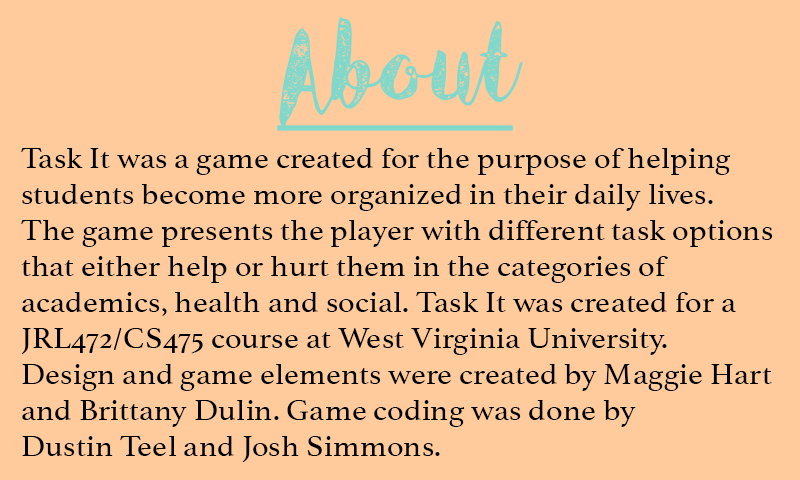 About
Task It was a game created for the purpose of helping
students become more organized in their daily lives.
The game presents the player with different task options
that either help or hurt them in the categories of
academics, health and social. Task It was created for a
JRL472/CS475 course at West Virginia University.
Design and game elements were created by Maggie Hart
and Brittany Dulin. Game coding was done by
Dustin Teel and Josh Simmons.